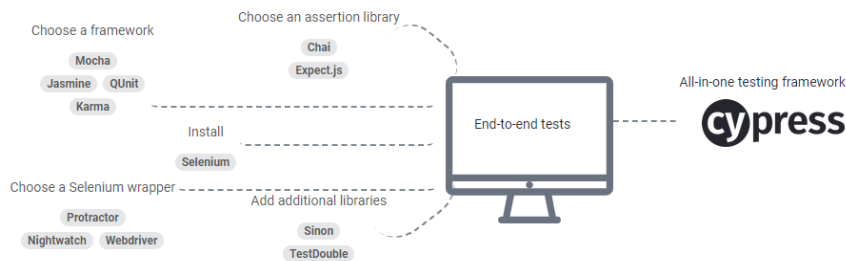 Choose a framework
Mocha
Jasmine QUnit
Karma
Choose an assertion library
Chai
Expect.js
Install
Selenium
Choose a Selenium wrapper
Protractor
Nightwatch Webdriver
Add additional libraries
Sinon
TestDouble
End-to-end tests
All-in-one testing framework
cypress